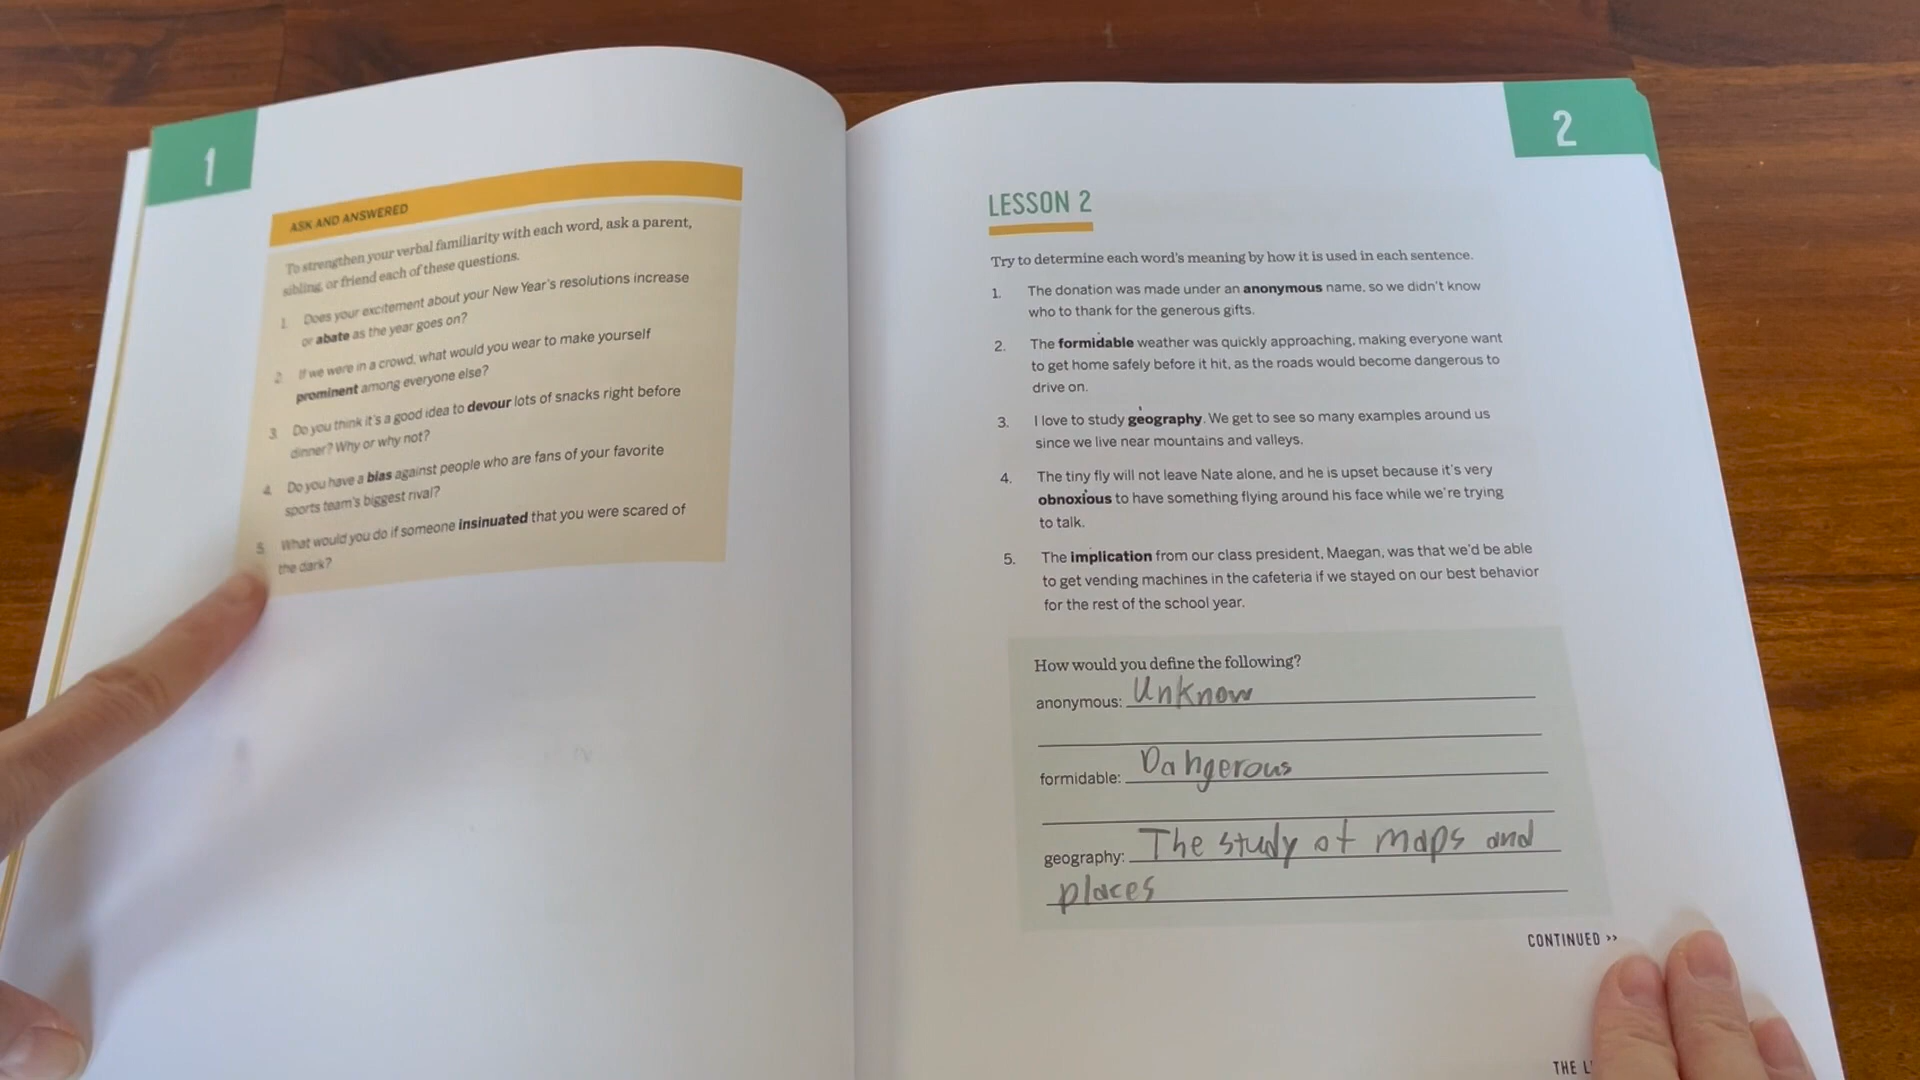 1
ASK AND ANSWERED
To strengthen your verbal familiarity with each word, ask a parent,
sibling, or friend each of these questions.
1. Does your excitement about your New Year's resolutions increase
or abate as the year goes on?
2. If we were in a crowd, what would you wear to make yourself
prominent among everyone else?
3. Do you think it's a good idea to devour lots of snacks right before
dinner? Why or why not?
4. Do you have a bias against people who are fans of your favorite
sports team's biggest rival?
5. What would you do if someone insinuated that you were scared of
the dark?
2
LESSON 2
Try to determine each word's meaning by how it is used in each sentence.
1. The donation was made under an anonymous name, so we didn't know
who to thank for the generous gifts.
2. The formidable weather was quickly approaching, making everyone want
to get home safely before it hit, as the roads would become dangerous to
drive on.
3. I love to study geography. We get to see so many examples around us
since we live near mountains and valleys.
4. The tiny fly will not leave Nate alone, and he is upset because it's very
obnoxious to have something flying around his face while we're trying
to talk.
5. The implication from our class president, Maegan, was that we'd be able
to get vending machines in the cafeteria if we stayed on our best behavior
for the rest of the school year.
How would you define the following?
anonymous: Unknow
formidable: Dangerous
geography: The study of maps and
places
CONTINUED >>
THE